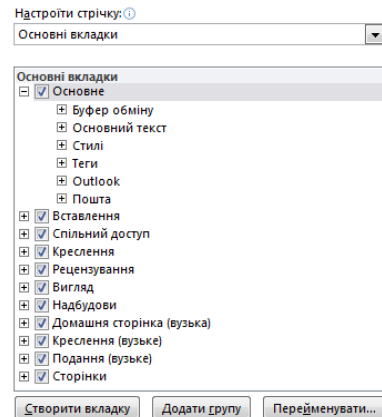 Настроїти стрічку:
Основні вкладки
Основні вкладки
Основне
Буфер обміну
Основний текст
Стилі
Теги
Outlook
Пошта
Вставлення
Спільний доступ
Креслення
Рецензування
Вигляд
Надбудови
Домашня сторінка (вузька)
Креслення (вузьке)
Подання (вузьке)
Сторінки
Створити вкладку Додати групу Перейменувати...